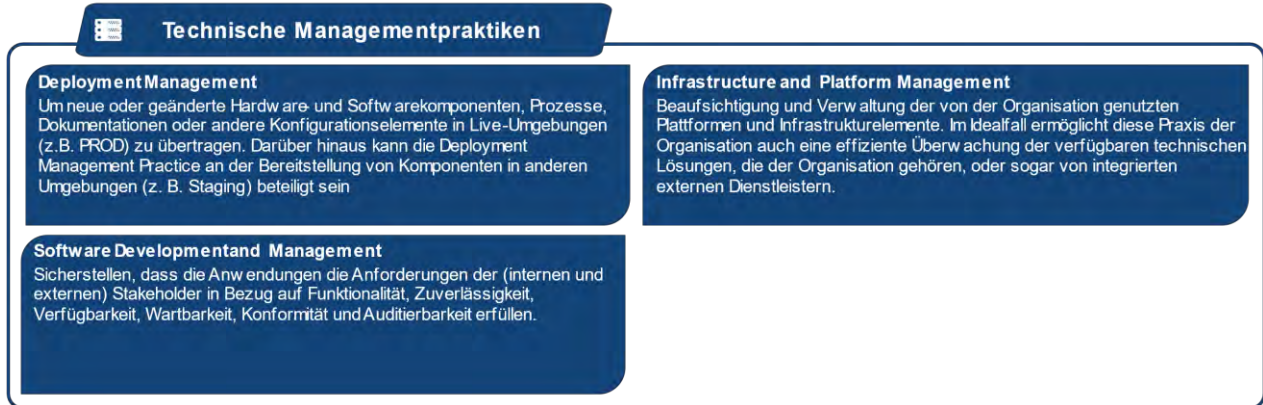 Technische Managementpraktiken
Deployment Management
Um neue oder geänderte Hardware- und Softwarekomponenten, Prozesse,
Dokumentationen oder andere Konfigurationselemente in Live-Umgebungen
(z.B. PROD) zu übertragen. Darüber hinaus kann die Deployment
Management Practice an der Bereitstellung von Komponenten in anderen
Umgebungen (z. B. Staging) beteiligt sein
Infrastructure and Platform Management
Beaufsichtigung und Verwaltung der von der Organisation genutzten
Plattformen und Infrastrukturelemente. Im Idealfall ermöglicht diese Praxis der
Organisation auch eine effiziente Überwachung der verfügbaren technischen
Lösungen, die der Organisation gehören, oder sogar von integrierten
externen Dienstleistern.
Software Development and Management
Sicherstellen, dass die Anwendungen die Anforderungen der (internen und
externen) Stakeholder in Bezug auf Funktionalität, Zuverlässigkeit,
Verfügbarkeit, Wartbarkeit, Konformität und Auditierbarkeit erfüllen.